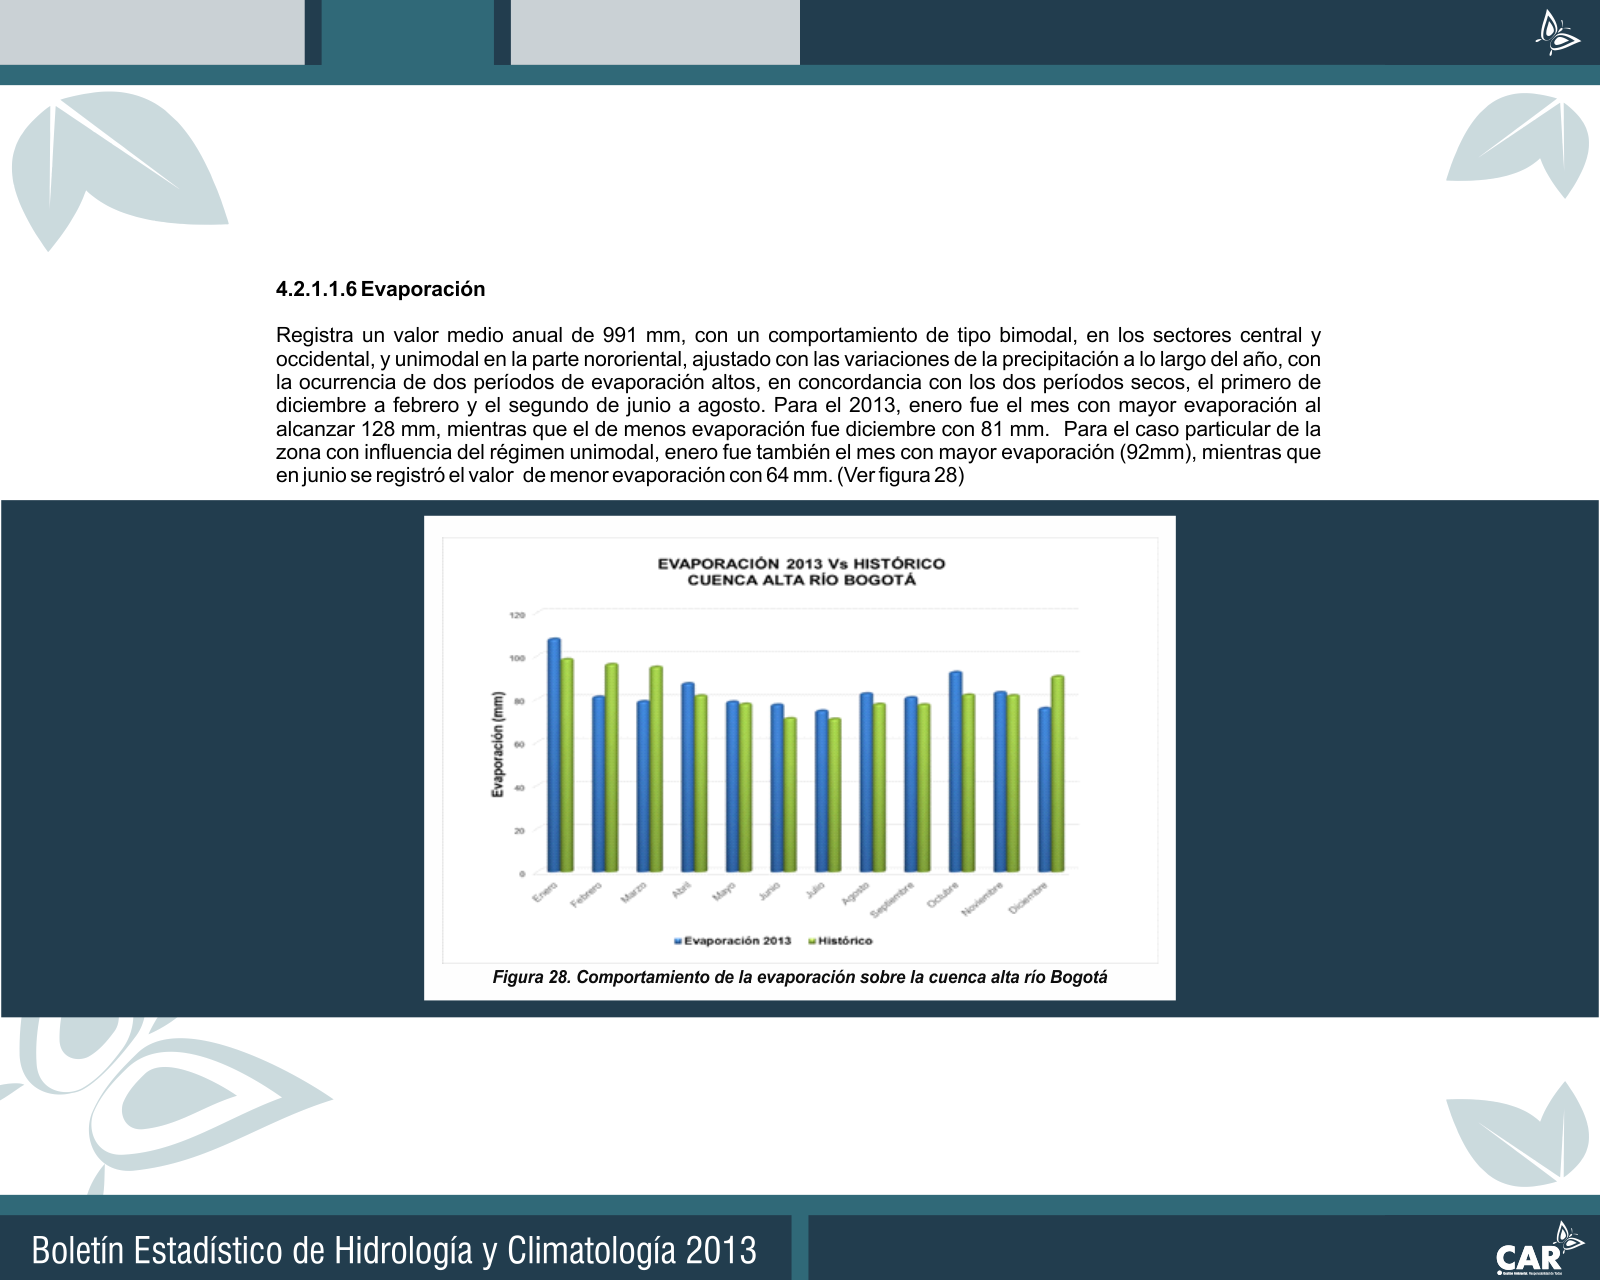 4.2.1.1.6 Evaporación
Registra un valor medio anual de 991 mm, con un comportamiento de tipo bimodal, en los sectores central y
occidental, y unimodal en la parte nororiental, ajustado con las variaciones de la precipitación a lo largo del año, con
la ocurrencia de dos períodos de evaporación altos, en concordancia con los dos períodos secos, el primero de
diciembre a febrero y el segundo de junio a agosto. Para el 2013, enero fue el mes con mayor evaporación al
alcanzar 128 mm, mientras que el de menos evaporación fue diciembre con 81 mm. Para el caso particular de la
zona con influencia del régimen unimodal, enero fue también el mes con mayor evaporación (92mm), mientras que
en junio se registró el valor de menor evaporación con 64 mm. (Ver figura 28)
EVAPORACIÓN 2013 Vs HISTÓRICO
CUENCA ALTA RÍO BOGOTÁ
Evaporación (mm)
120
100
80
60
40
20
0
Enero
Febrero
Marzo
Abril
Mayo
Junio
Julio
Agosto
Septiembre
Octubre
Noviembre
Diciembre
Evaporación 2013
Histórico
Figura 28. Comportamiento de la evaporación sobre la cuenca alta río Bogotá
Boletín Estadístico de Hidrología y Climatología 2013
CAR